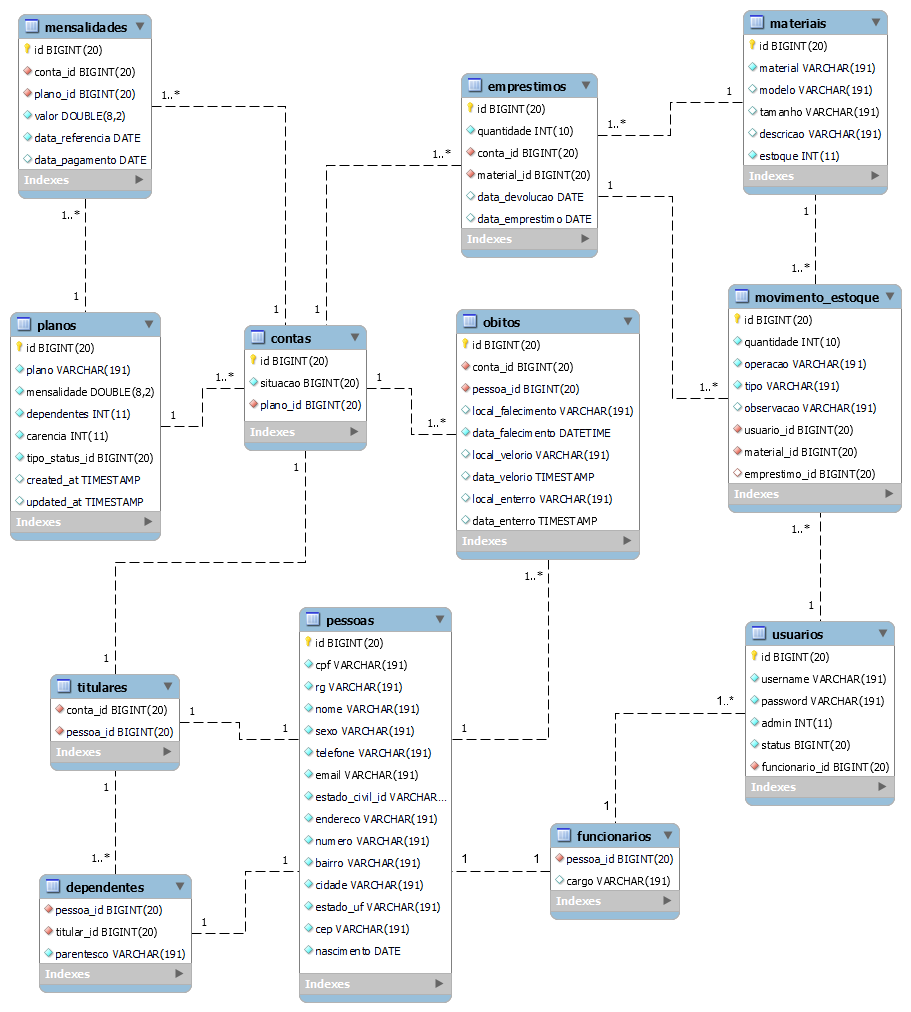 mensalidades
id BIGINT(20)
conta_id BIGINT(20)
plano_id BIGINT(20)
valor DOUBLE(8,2)
data_referencia DATE
data_pagamento DATE
Indexes
1..*
1..*
1
1
emprestimos
id BIGINT(20)
quantidade INT(10)
conta_id BIGINT(20)
material_id BIGINT(20)
data_devolucao DATE
data_emprestimo DATE
Indexes
1..*
1
1..*
1
1
1..*
materiais
id BIGINT(20)
material VARCHAR(191)
modelo VARCHAR(191)
tamanho VARCHAR(191)
descricao VARCHAR(191)
estoque INT(11)
Indexes
1
1..*
planos
id BIGINT(20)
plano VARCHAR(191)
mensalidade DOUBLE(8,2)
dependentes INT(11)
carencia INT(11)
tipo_status_id BIGINT(20)
created_at TIMESTAMP
updated_at TIMESTAMP
Indexes
1
1..*
contas
id BIGINT(20)
situacao BIGINT(20)
plano_id BIGINT(20)
Indexes
1
1..*
1
1
obitos
id BIGINT(20)
conta_id BIGINT(20)
pessoa_id BIGINT(20)
local_falecimento VARCHAR(191)
data_falecimento DATETIME
local_velorio VARCHAR(191)
data_velorio TIMESTAMP
local_enterro VARCHAR(191)
data_enterro TIMESTAMP
Indexes
1..*
1
movimento_estoque
id BIGINT(20)
quantidade INT(10)
operacao VARCHAR(191)
tipo VARCHAR(191)
observacao VARCHAR(191)
usuario_id BIGINT(20)
material_id BIGINT(20)
emprestimo_id BIGINT(20)
Indexes
1..*
1
titulares
conta_id BIGINT(20)
pessoa_id BIGINT(20)
Indexes
1
1
1
1..*
pessoas
id BIGINT(20)
cpf VARCHAR(191)
rg VARCHAR(191)
nome VARCHAR(191)
sexo VARCHAR(191)
telefone VARCHAR(191)
email VARCHAR(191)
estado_civil_id VARCHAR...
endereco VARCHAR(191)
numero VARCHAR(191)
bairro VARCHAR(191)
cidade VARCHAR(191)
estado_uf VARCHAR(191)
cep VARCHAR(191)
nascimento DATE
Indexes
usuarios
id BIGINT(20)
username VARCHAR(191)
password VARCHAR(191)
admin INT(11)
status BIGINT(20)
funcionario_id BIGINT(20)
Indexes
1..*
1
dependentes
pessoa_id BIGINT(20)
titular_id BIGINT(20)
parentesco VARCHAR(191)
Indexes
1
1
1
1
funcionarios
pessoa_id BIGINT(20)
cargo VARCHAR(191)
Indexes